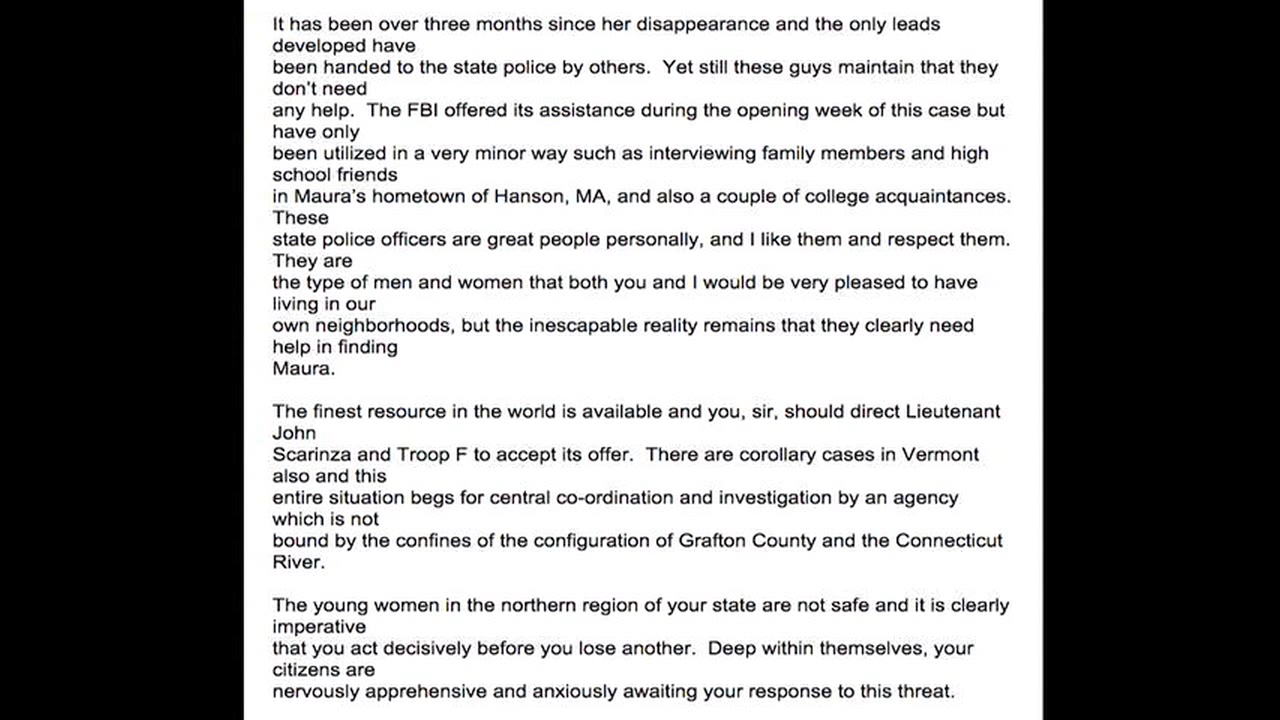 It has been over three months since her disappearance and the only leads
developed have
been handed to the state police by others.  Yet still these guys maintain that they
don't need
any help.  The FBI offered its assistance during the opening week of this case but
have only
been utilized in a very minor way such as interviewing family members and high
school friends
in Maura's hometown of Hanson, MA, and also a couple of college acquaintances.
These
state police officers are great people personally, and I like them and respect them.
They are
the type of men and women that both you and I would be very pleased to have
living in our
own neighborhoods, but the inescapable reality remains that they clearly need
help in finding
Maura.
The finest resource in the world is available and you, sir, should direct Lieutenant
John
Scarinza and Troop F to accept its offer.  There are corollary cases in Vermont
also and this
entire situation begs for central co-ordination and investigation by an agency
which is not
bound by the confines of the configuration of Grafton County and the Connecticut
River.
The young women in the northern region of your state are not safe and it is clearly
imperative
that you act decisively before you lose another.  Deep within themselves, your
citizens are
nervously apprehensive and anxiously awaiting your response to this threat.